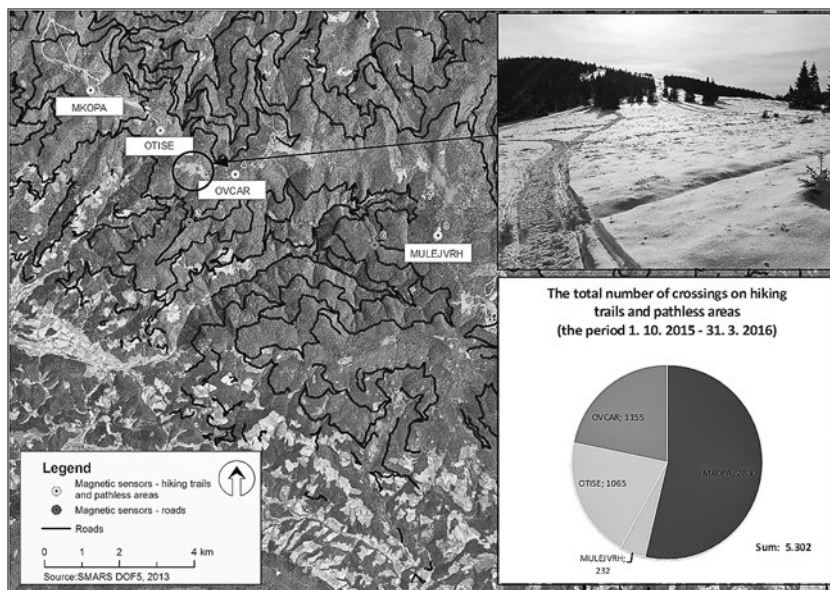 MKOPA
OTISE
OVCAR
MULEJVRH
Legend
Magnetic sensors - hiking trails
and pathless areas
Magnetic sensors - roads
Roads
0 1 2 4 km
Source:SMARS DOF5, 2013
The total number of crossings on hiking
trails and pathless areas
(the period 1. 10. 2015 - 31. 3. 2016)
OVCAR; 1155
MKOPA; 2850
OTISE; 1065
MULEJVRH;
232
Sum: 5.302